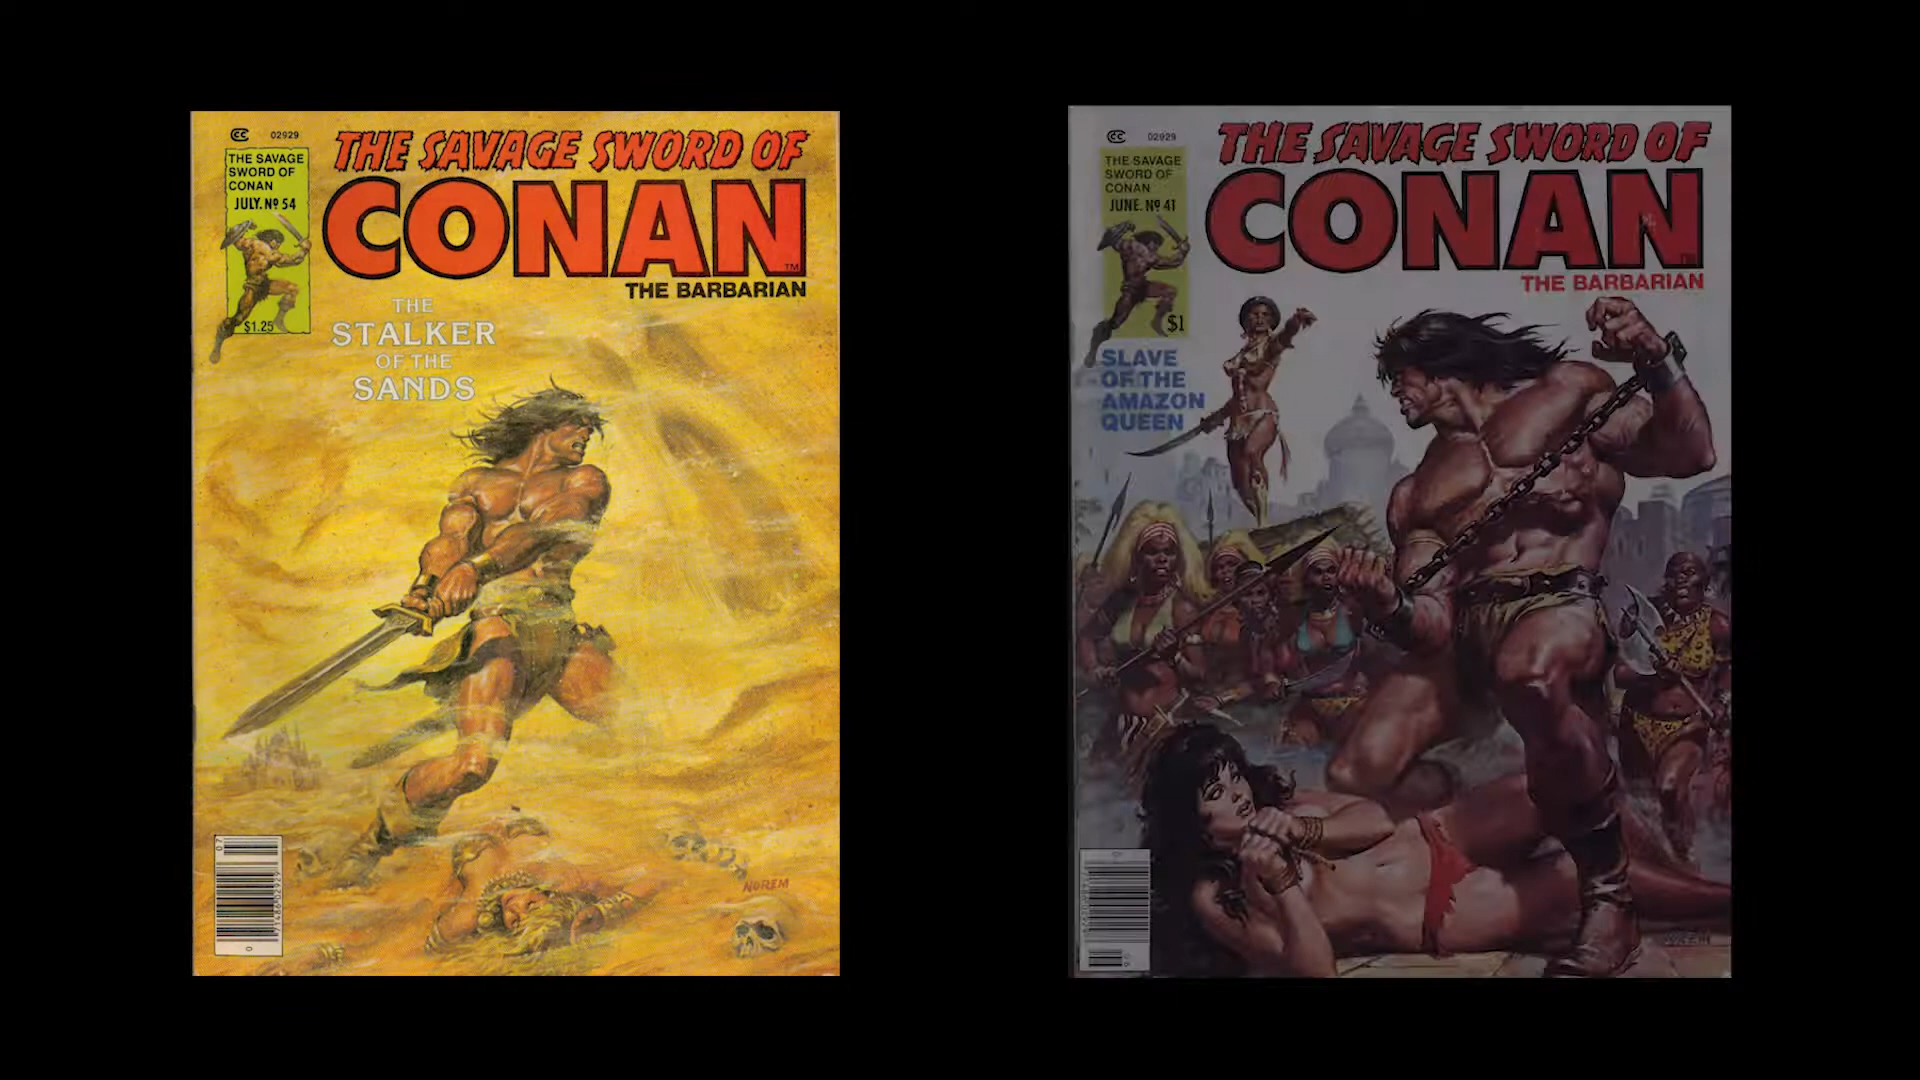 02929
THE SAVAGE SWORD OF
CONAN
THE BARBARIAN
THE SAVAGE
SWORD OF
CONAN
JULY. Nº 54
$1.25
THE
STALKER
OF THE
SANDS
NOREM
07
0
02929
THE SAVAGE SWORD OF
CONAN
THE BARBARIAN
THE SAVAGE
SWORD OF
CONAN
JUNE. Nº 41
$1
SLAVE
OF THE
AMAZON
QUEEN